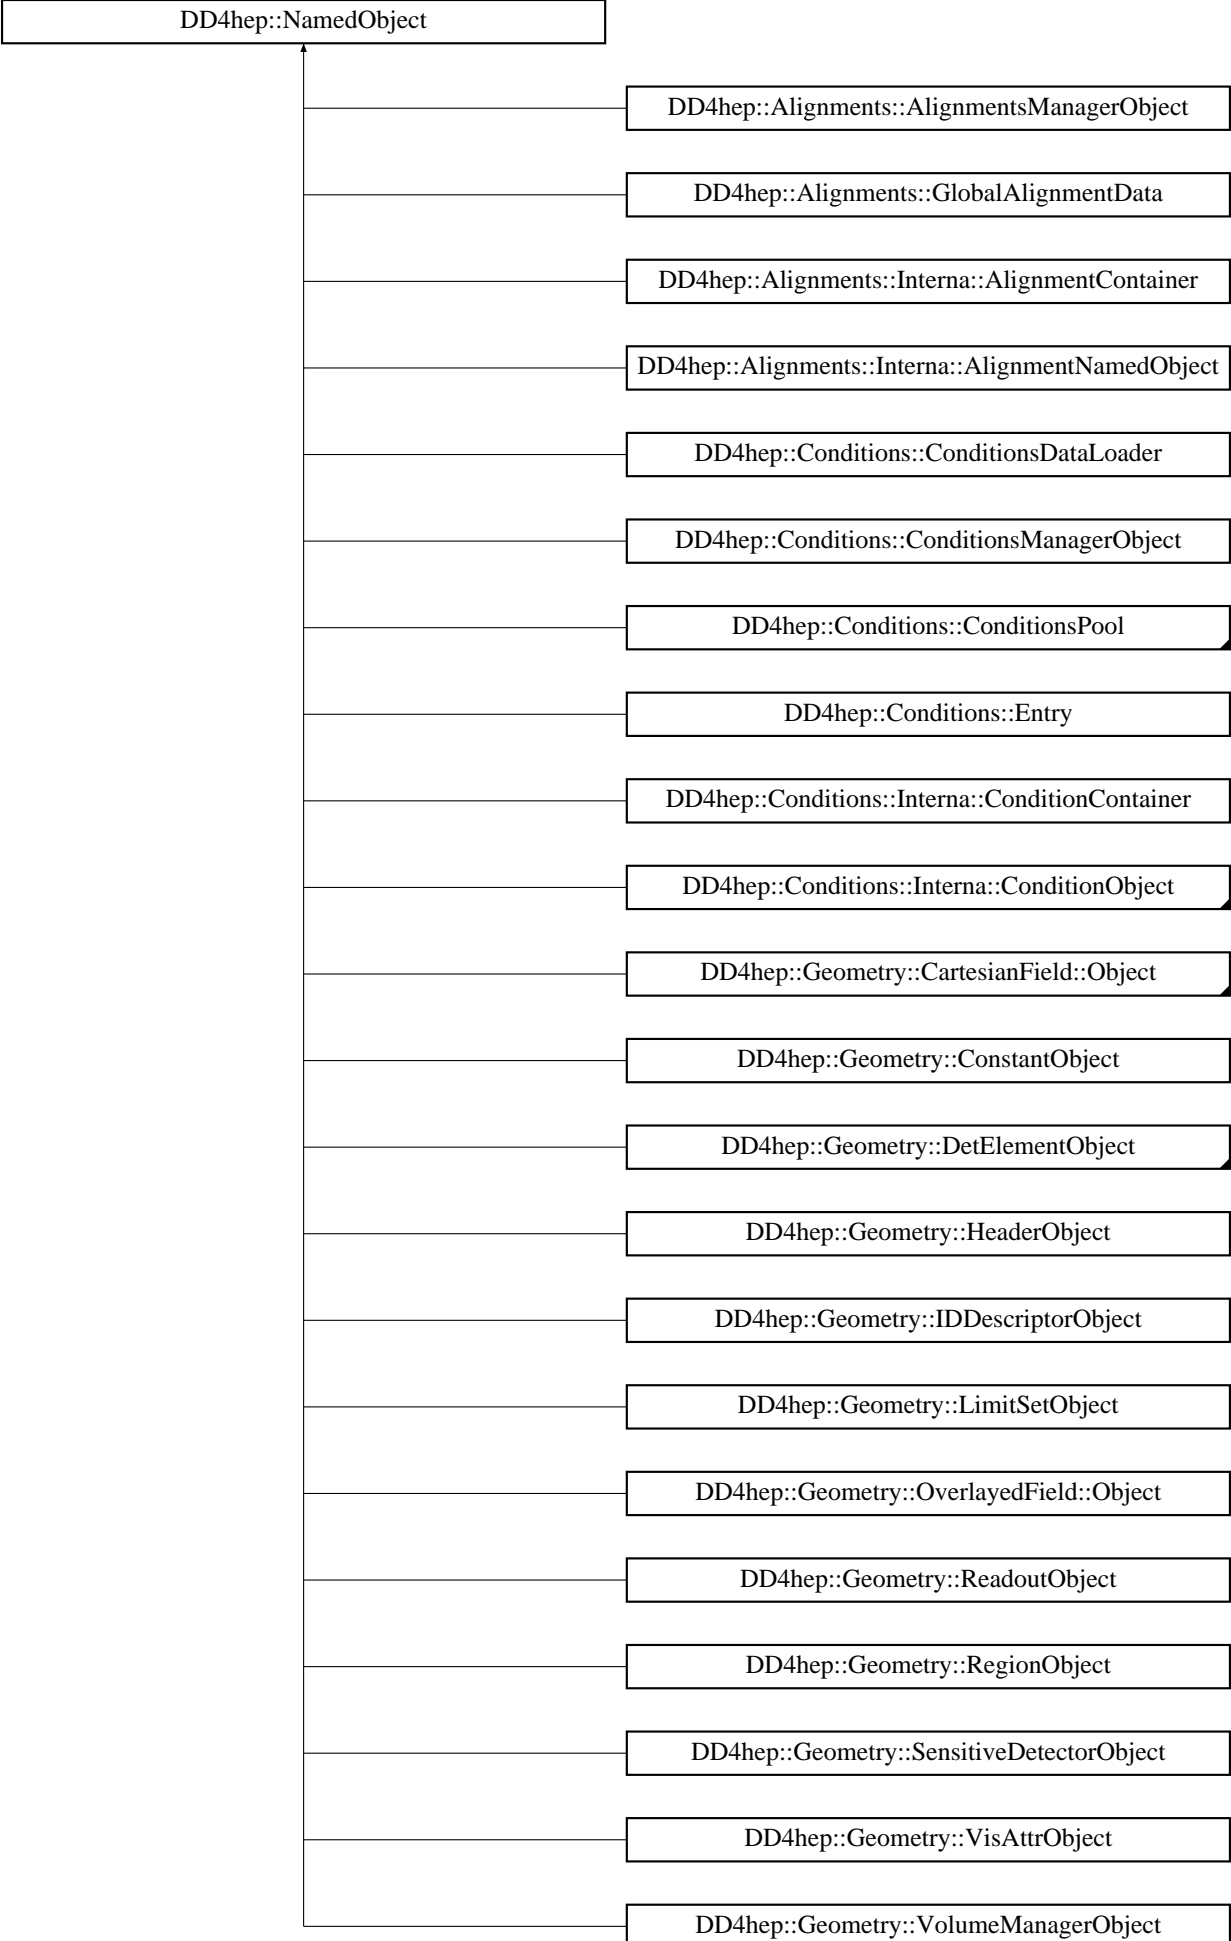 DD4hep::NamedObject
DD4hep::Alignments::AlignmentsManagerObject
DD4hep::Alignments::GlobalAlignmentData
DD4hep::Alignments::Interna::AlignmentContainer
DD4hep::Alignments::Interna::AlignmentNamedObject
DD4hep::Conditions::ConditionsDataLoader
DD4hep::Conditions::ConditionsManagerObject
DD4hep::Conditions::ConditionsPool
DD4hep::Conditions::Entry
DD4hep::Conditions::Interna::ConditionContainer
DD4hep::Conditions::Interna::ConditionObject
DD4hep::Geometry::CartesianField::Object
DD4hep::Geometry::ConstantObject
DD4hep::Geometry::DetElementObject
DD4hep::Geometry::HeaderObject
DD4hep::Geometry::IDDescriptorObject
DD4hep::Geometry::LimitSetObject
DD4hep::Geometry::OverlayedField::Object
DD4hep::Geometry::ReadoutObject
DD4hep::Geometry::RegionObject
DD4hep::Geometry::SensitiveDetectorObject
DD4hep::Geometry::VisAttrObject
DD4hep::Geometry::VolumeManagerObject